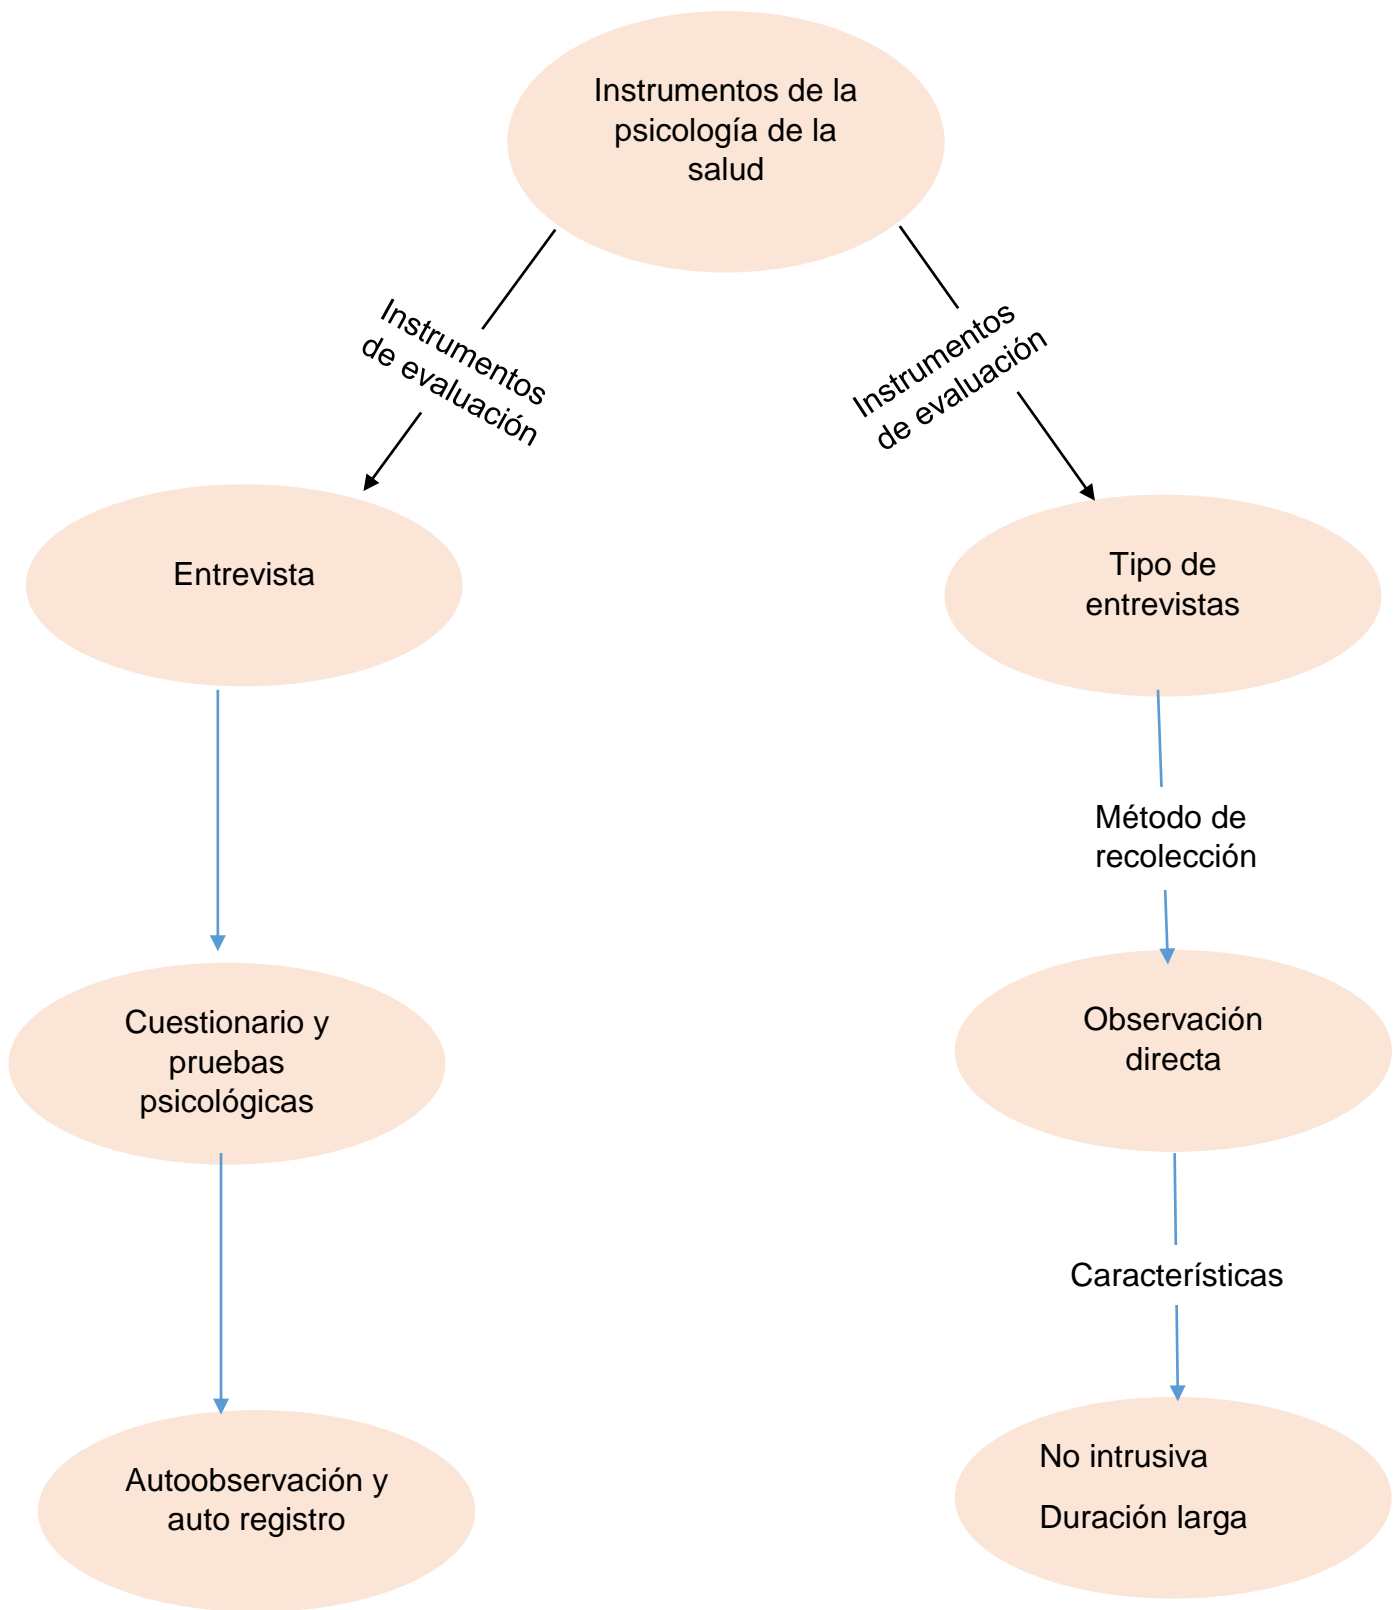 Instrumentos de la
psicología de la
salud
Instrumentos
de evaluación
Instrumentos
de evaluación
Entrevista
Tipo de
entrevistas
Método de
recolección
Cuestionario y
pruebas
psicológicas
Observación
directa
Características
Autoobservación y
auto registro
No intrusiva
Duración larga